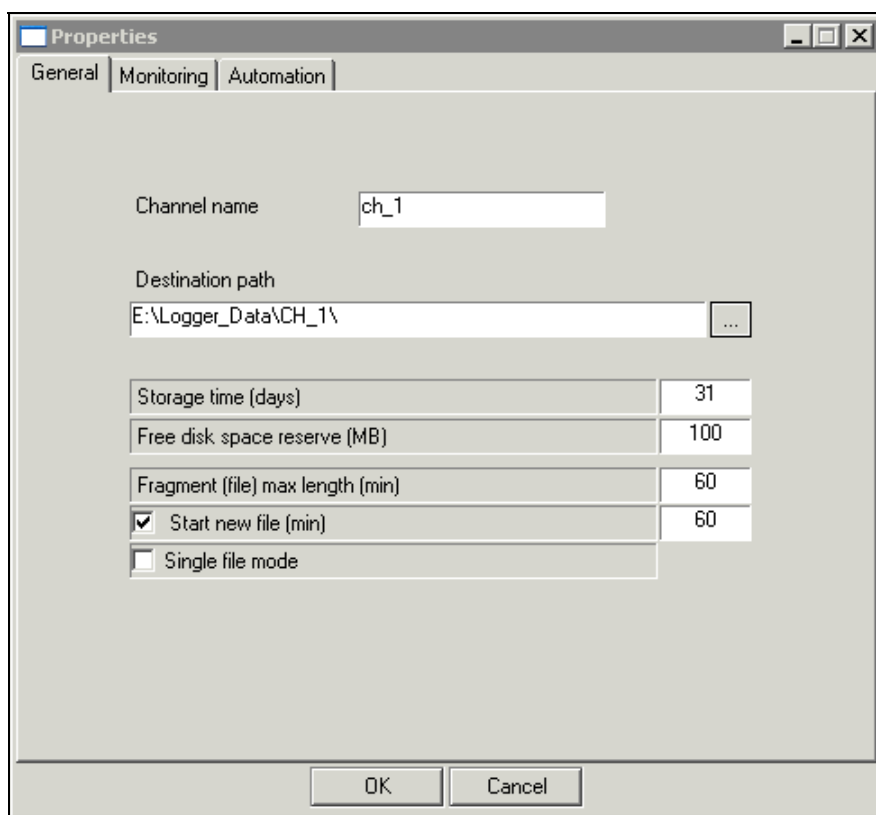 Properties
General Monitoring Automation
Channel name ch_1
Destination path
E:\Logger_Data\CH_1\ ...
Storage time (days) 31
Free disk space reserve (MB) 100
Fragment (file) max length (min) 60
Start new file (min) 60
Single file mode
OK Cancel